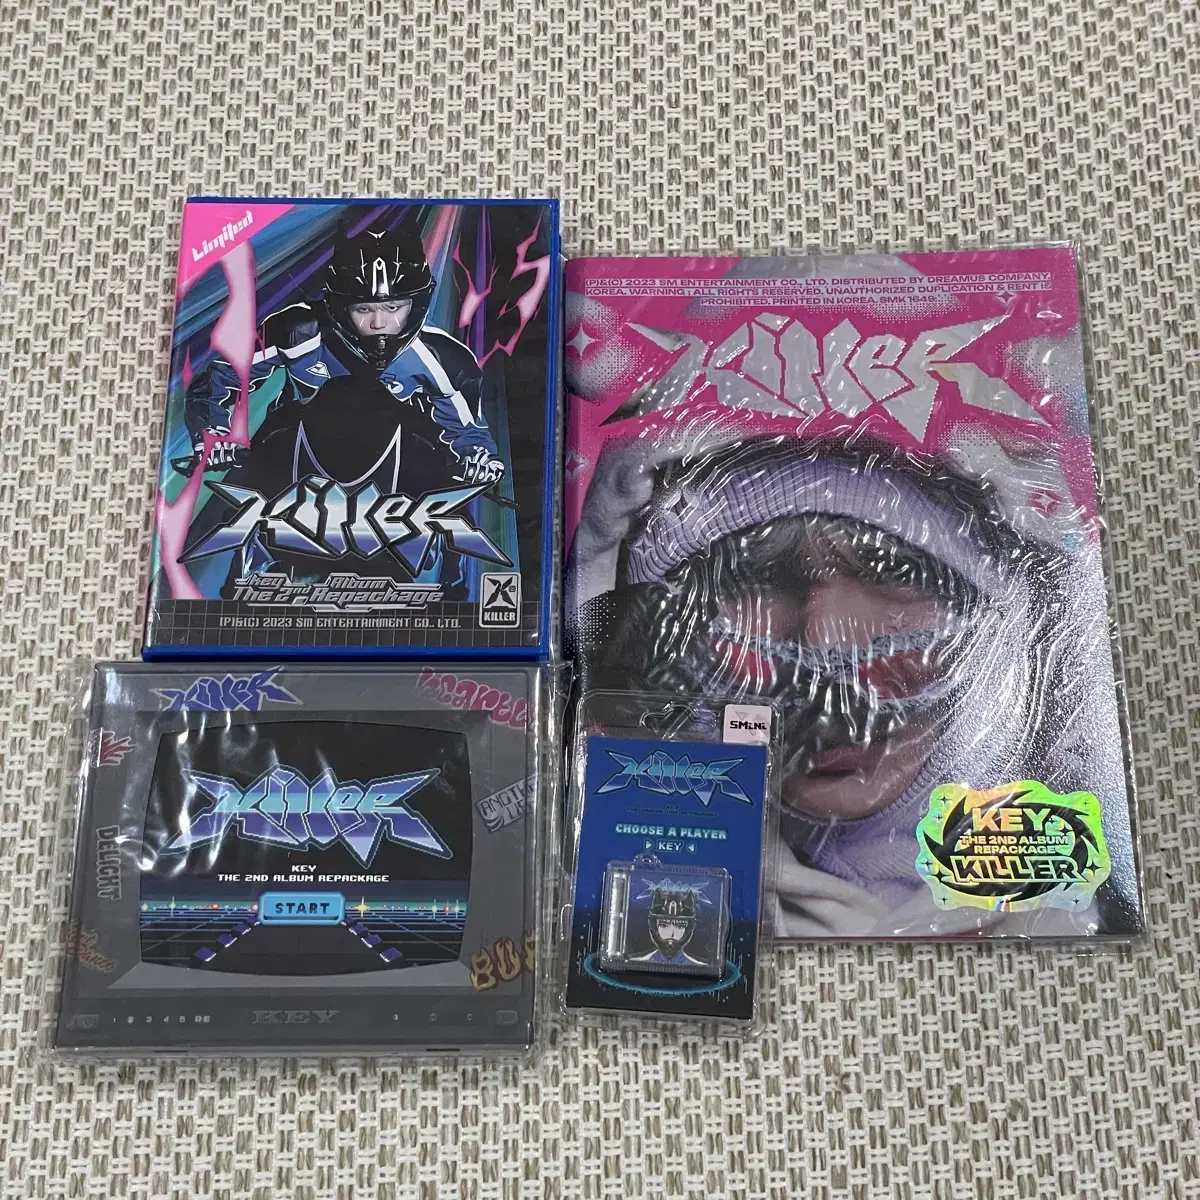 Limited
Killer
Key
The 2nd Album Repackage
(P)&(C) 2023 SM ENTERTAINMENT CO., LTD.
KILLER
(P)&(C) 2023 SM ENTERTAINMENT CO., LTD. DISTRIBUTED BY DREAMUS COMPANY
KOREA. WARNING : ALL RIGHTS RESERVED. UNAUTHORIZED DUPLICATION & RENT IS
PROHIBITED. PRINTED IN KOREA. SMK 1649
Killer
KEY
THE 2ND ALBUM
REPACKAGE
KILLER
Killer
DELIGHT
Killer
KEY
THE 2ND ALBUM REPACKAGE
START
KEY
SMini
Killer
KEY
CHOOSE A PLAYER
KEY
Killer